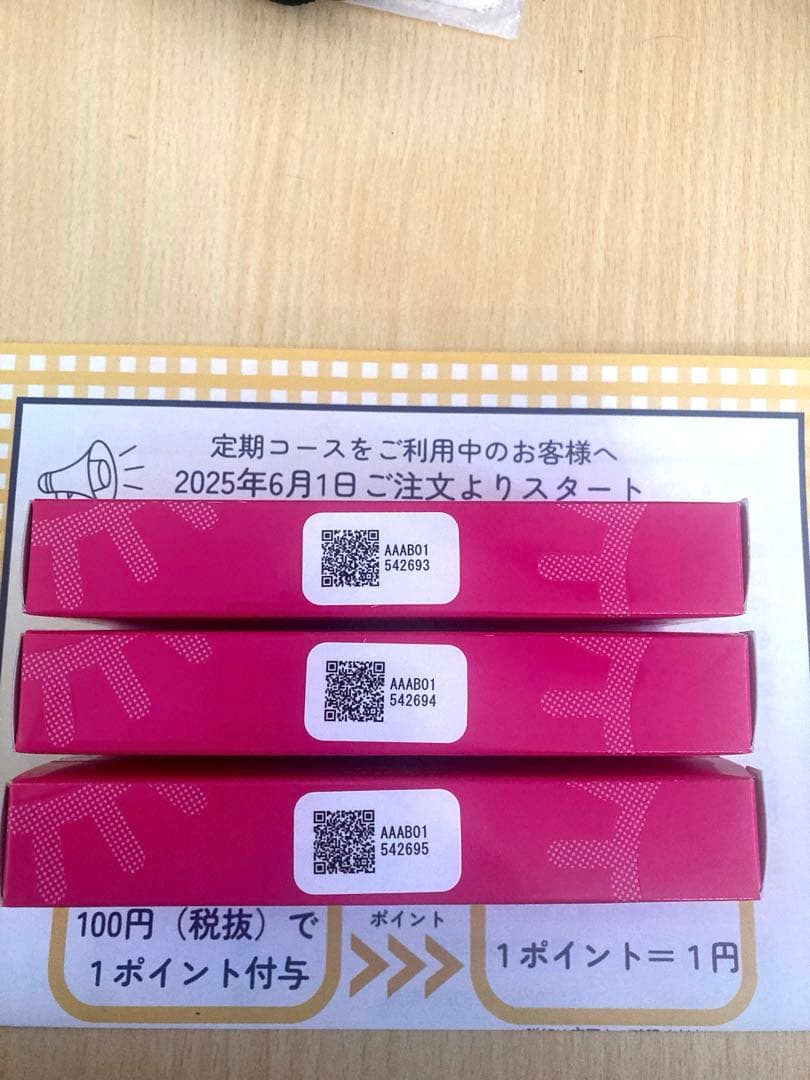 定期コースをご利用中のお客様へ
2025年6月1日ご注文よりスタート
AAAB01
542693
AAAB01
542694
AAAB01
542695
100円（税抜）で
1ポイント付与
ポイント
1ポイント＝1円